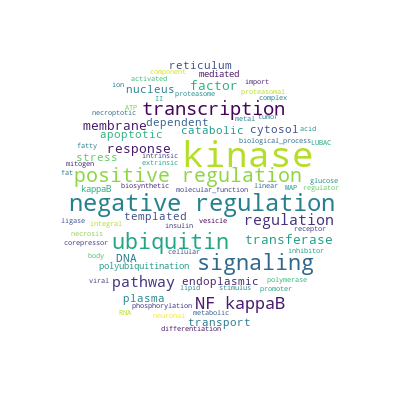 reticulum
component mediated
activated
ion nucleus factor import
proteasome proteasomal
necroptotic ATP II complex
transcription metal tumor
membrane dependent cytosol acid
apoptotic catabolic
response kinase biological_process LUBAC
stress intrinsic
fatty extrinsic
positive regulation
fat mitogen glucose
kappaB biosynthetic molecular_function linear MAP regulator
negative regulation
templated vesicle regulation
ligase integral insulin receptor
necrosis ubiquitin transferase
corepressor cellular inhibitor
body DNA signaling
polyubiquitination polymerase
viral pathway endoplasmic
lipid stimulus promoter
plasma NF kappaB
phosphorylation metabolic
RNA neuronal transport
differentiation